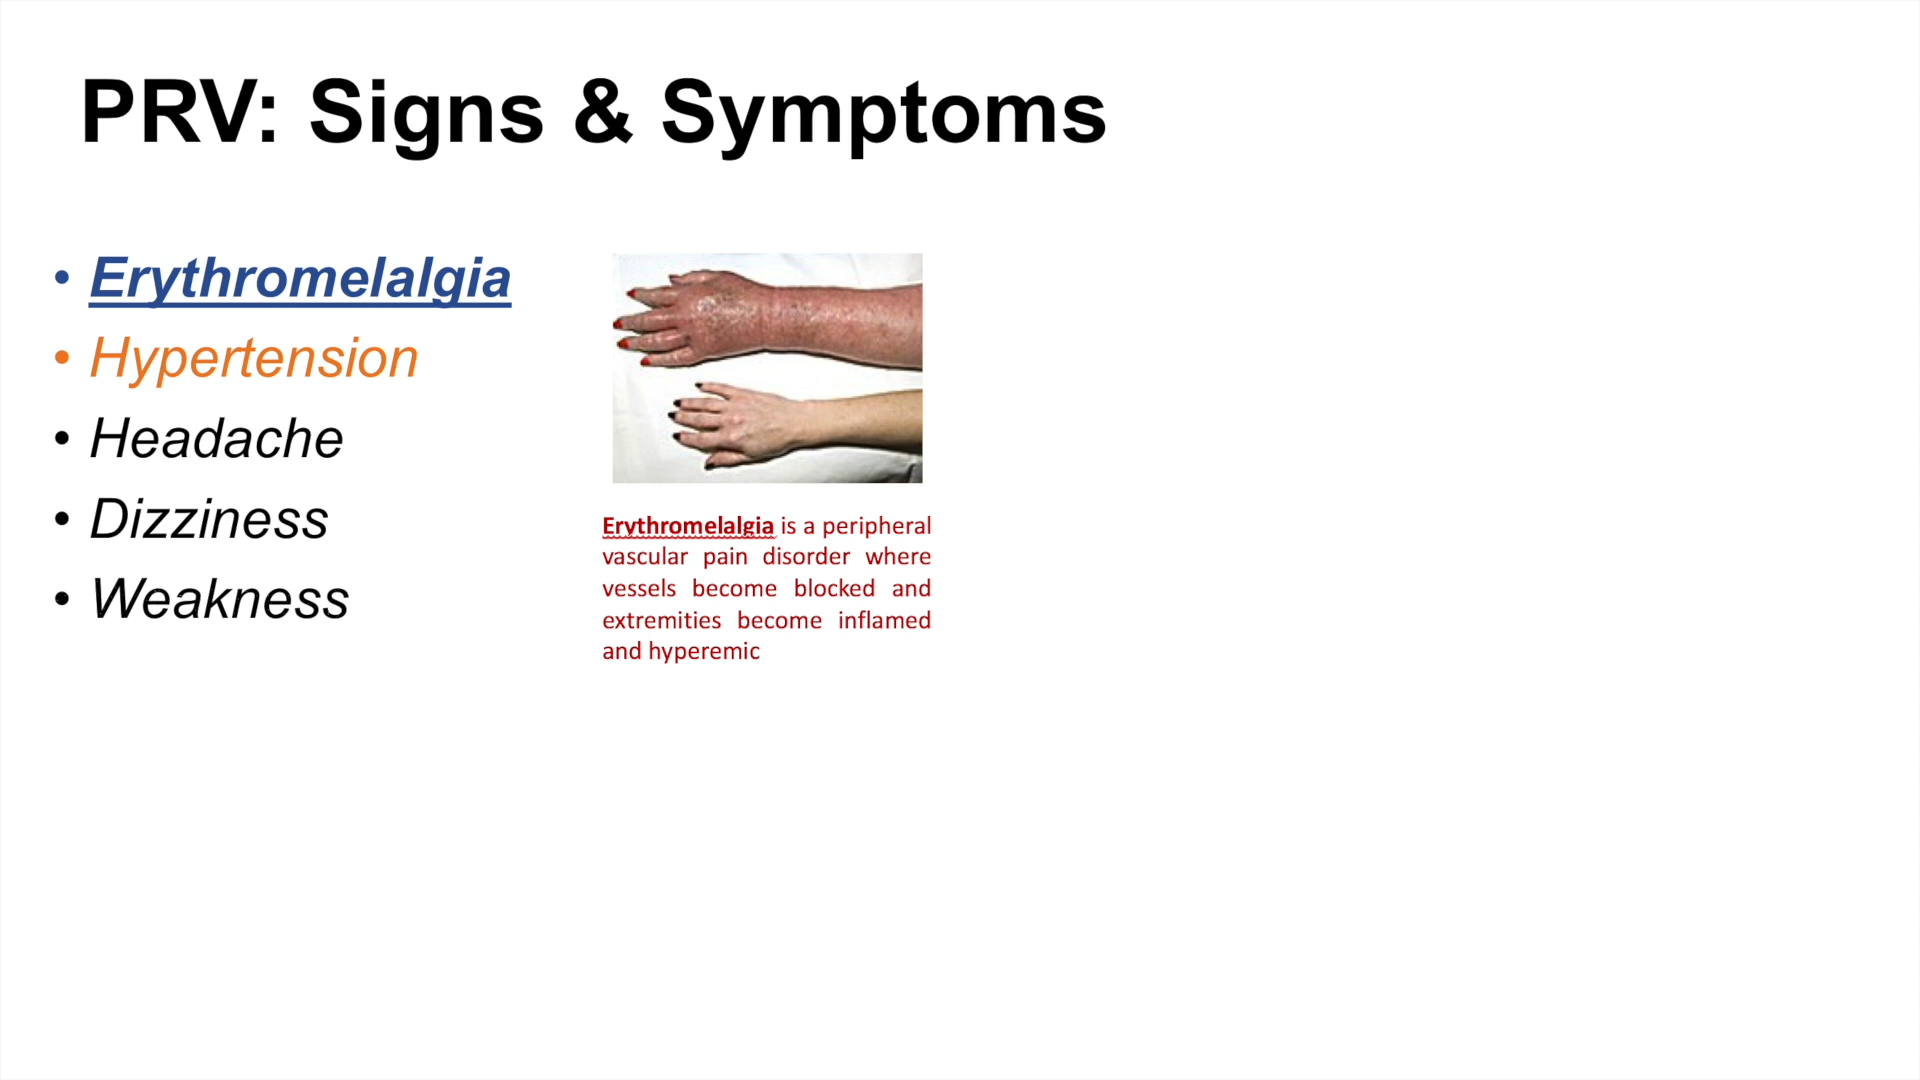 PRV: Signs & Symptoms
• Erythromelalgia
• Hypertension
• Headache
• Dizziness
• Weakness
Erythromelalgia is a peripheral
vascular pain disorder where
vessels become blocked and
extremities become inflamed
and hyperemic